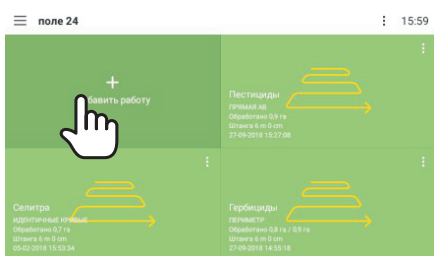 поле 24
15:59
+
бавить работу
Пестициды
ПРЯМАЯ АВ
Обработано 0,9 га
Штанга 6 m 0 cm
27-09-2018 15:27:08
Селитра
ИДЕНТИЧНЫЕ КРИВЫЕ
Обработано 0,7 га
Штанга 6 m 0 cm
05-02-2018 15:53:34
Гербициды
ПЕРИМЕТР
Обработано 0,8 га / 0,9 га
Штанга 6 m 0 cm
27-09-2018 14:55:18